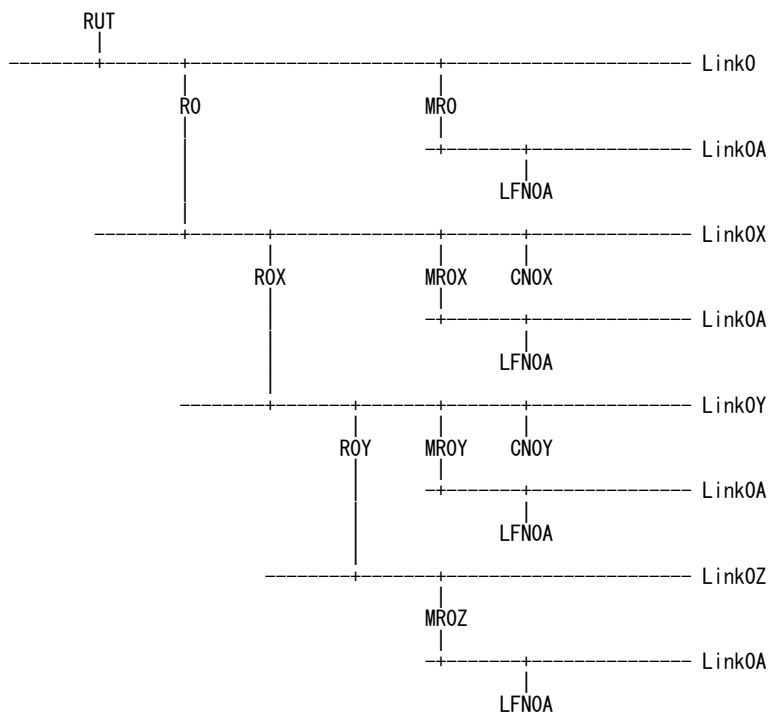 RUT
Link0
R0 MR0
Link0A
LFN0A
Link0X
R0X MR0X CN0X
Link0A
LFN0A
Link0Y
R0Y MR0Y CN0Y
Link0A
LFN0A
Link0Z
MR0Z
Link0A
LFN0A